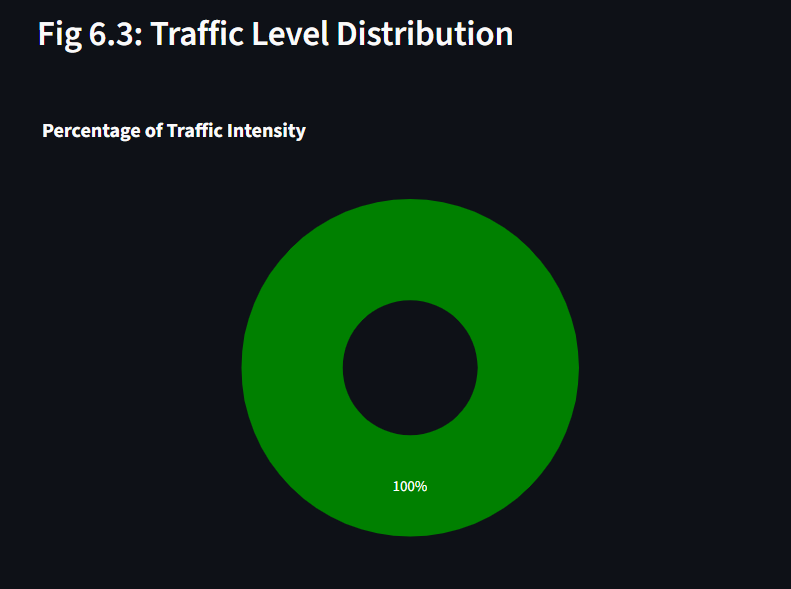 Fig 6.3: Traffic Level Distribution
Percentage of Traffic Intensity
100%